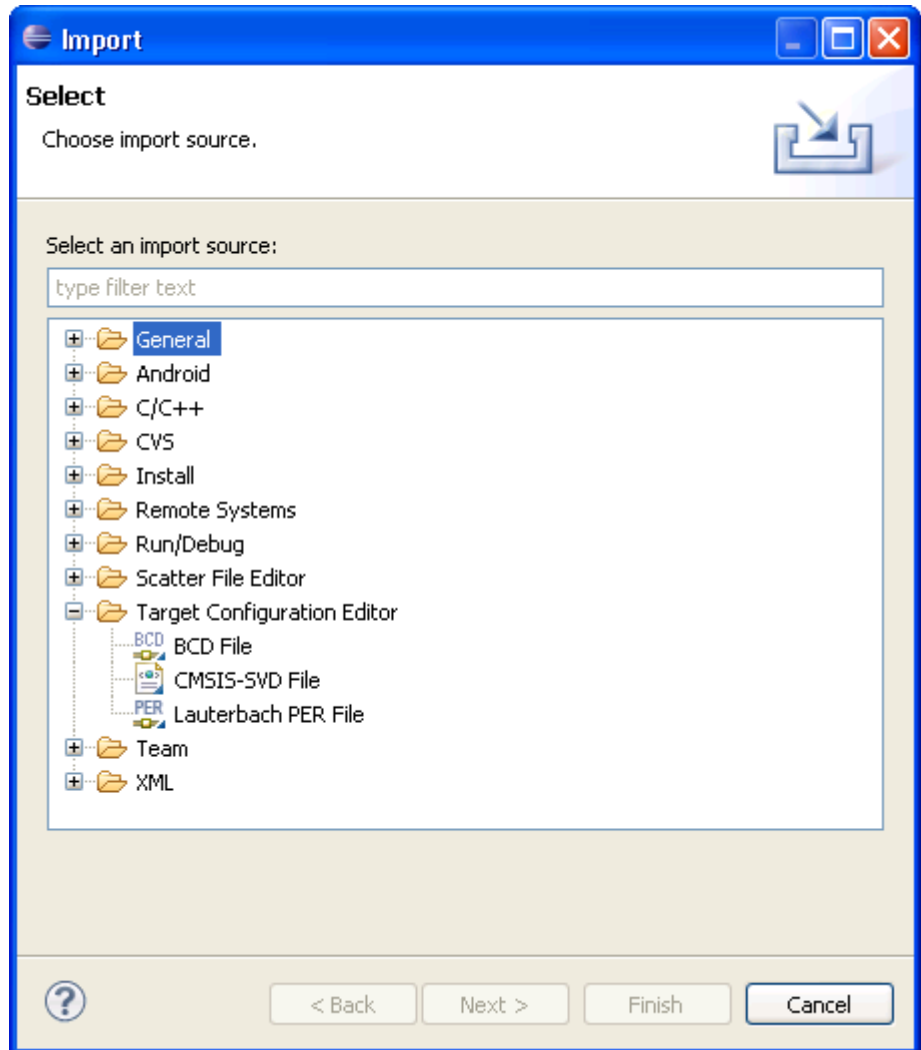 Import
Select
Choose import source.
Select an import source:
type filter text
General
Android
C/C++
CVS
Install
Remote Systems
Run/Debug
Scatter File Editor
Target Configuration Editor
BCD BCD File
CMSIS-SVD File
PER Lauterbach PER File
Team
XML
? < Back Next > Finish Cancel